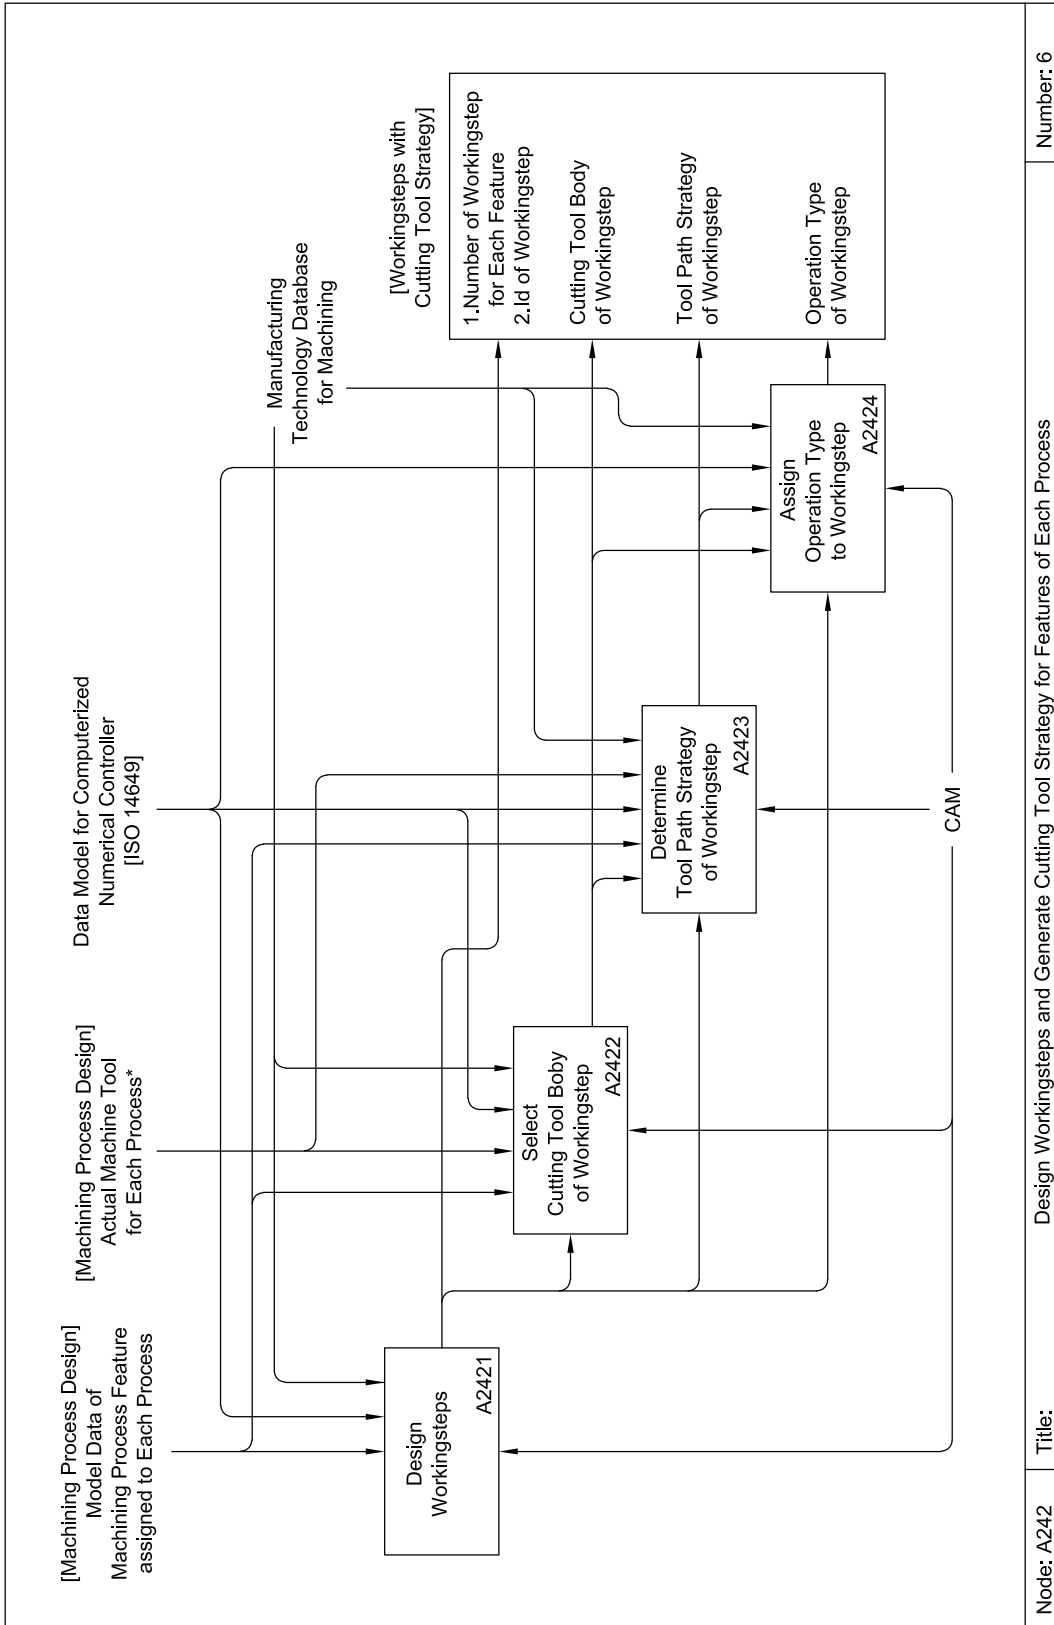 [Machining Process Design]
Model Data of
Machining Process Feature
assigned to Each Process
[Machining Process Design]
Actual Machine Tool
for Each Process*
Data Model for Computerized
Numerical Controller
[ISO 14649]
Manufacturing
Technology Database
for Machining
[Workingsteps with
Cutting Tool Strategy]
1.Number of Workingstep
for Each Feature
2.Id of Workingstep
Cutting Tool Body
of Workingstep
Tool Path Strategy
of Workingstep
Operation Type
of Workingstep
Design
Workingsteps
A2421
Select
Cutting Tool Boby
of Workingstep
A2422
Determine
Tool Path Strategy
of Workingstep
A2423
Assign
Operation Type
to Workingstep
A2424
CAM
Node: A242
Title:
Design Workingsteps and Generate Cutting Tool Strategy for Features of Each Process
Number: 6